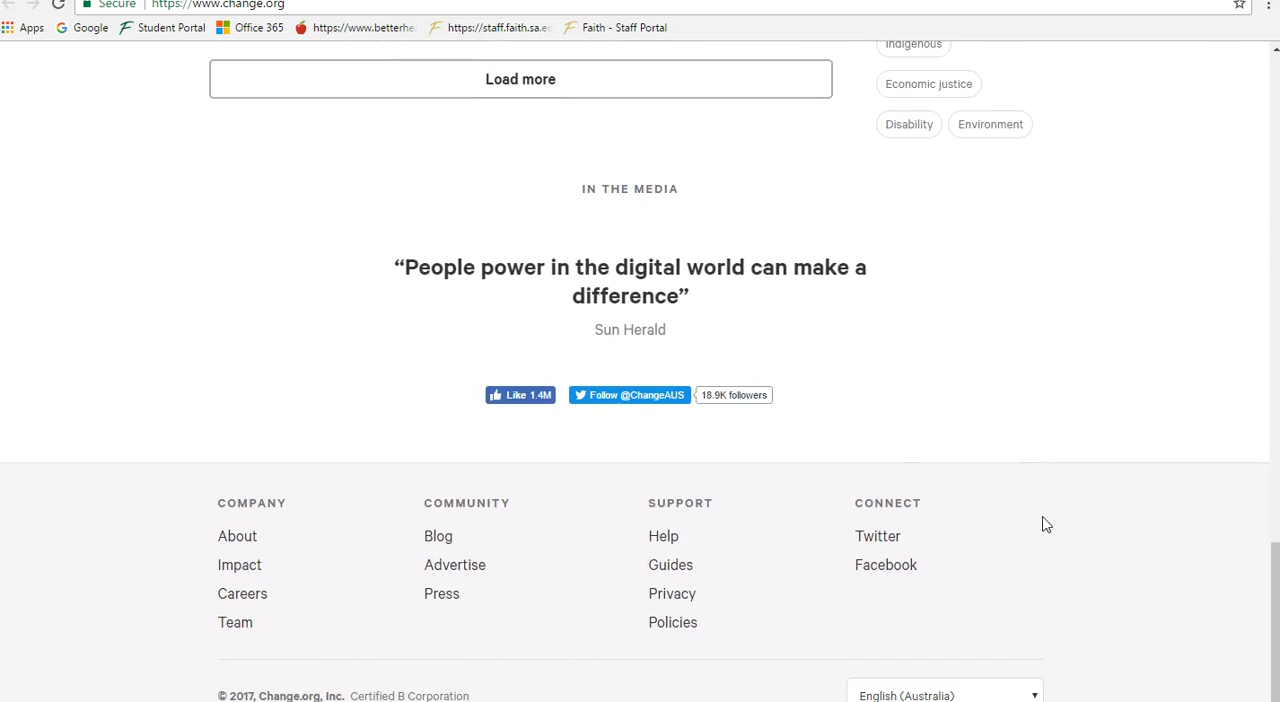 Secure https://www.change.org
Apps Google Student Portal Office 365 https://www.betterhe https://staff.faith.sa.ec Faith - Staff Portal
Indigenous
Load more
Economic justice
Disability Environment
IN THE MEDIA
“People power in the digital world can make a
difference”
Sun Herald
Like 1.4M Follow @ChangeAUS 18.9K followers
COMPANY COMMUNITY SUPPORT CONNECT
About Blog Help Twitter
Impact Advertise Guides Facebook
Careers Press Privacy
Team Policies
© 2017, Change.org, Inc. Certified B Corporation English (Australia)